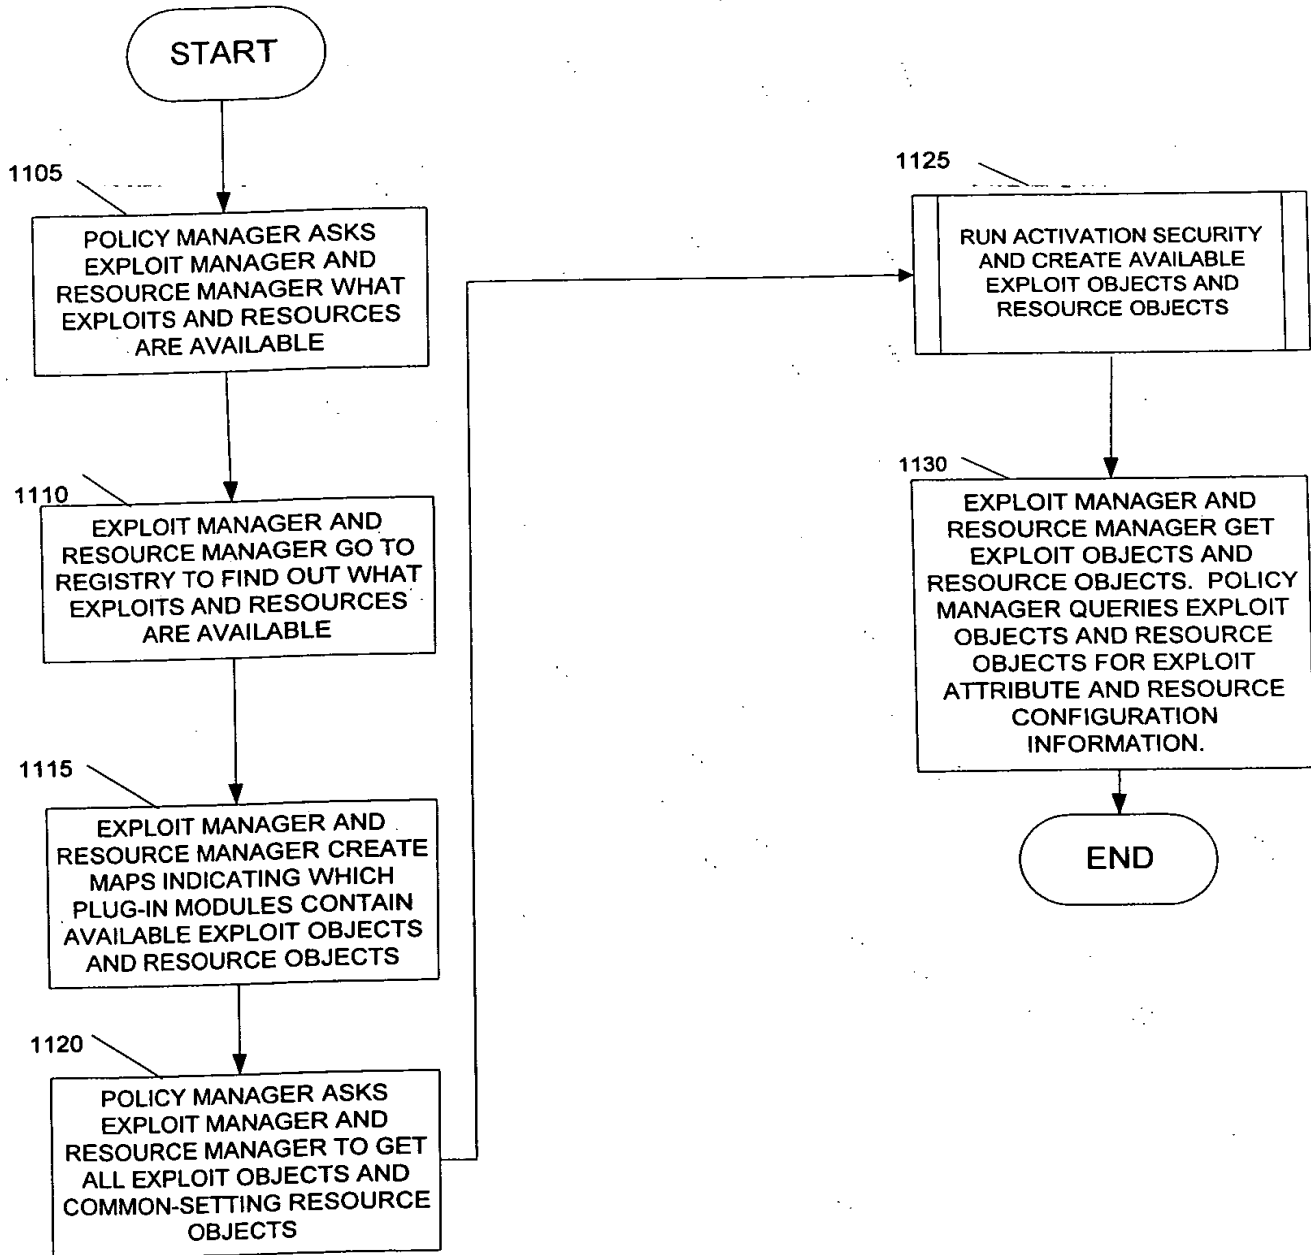 START
1105
POLICY MANAGER ASKS
EXPLOIT MANAGER AND
RESOURCE MANAGER WHAT
EXPLOITS AND RESOURCES
ARE AVAILABLE
1110
EXPLOIT MANAGER AND
RESOURCE MANAGER GO TO
REGISTRY TO FIND OUT WHAT
EXPLOITS AND RESOURCES
ARE AVAILABLE
1115
EXPLOIT MANAGER AND
RESOURCE MANAGER CREATE
MAPS INDICATING WHICH
PLUG-IN MODULES CONTAIN
AVAILABLE EXPLOIT OBJECTS
AND RESOURCE OBJECTS
1120
POLICY MANAGER ASKS
EXPLOIT MANAGER AND
RESOURCE MANAGER TO GET
ALL EXPLOIT OBJECTS AND
COMMON-SETTING RESOURCE
OBJECTS
1125
RUN ACTIVATION SECURITY
AND CREATE AVAILABLE
EXPLOIT OBJECTS AND
RESOURCE OBJECTS
1130
EXPLOIT MANAGER AND
RESOURCE MANAGER GET
EXPLOIT OBJECTS AND
RESOURCE OBJECTS. POLICY
MANAGER QUERIES EXPLOIT
OBJECTS AND RESOURCE
OBJECTS FOR EXPLOIT
ATTRIBUTE AND RESOURCE
CONFIGURATION
INFORMATION.
END